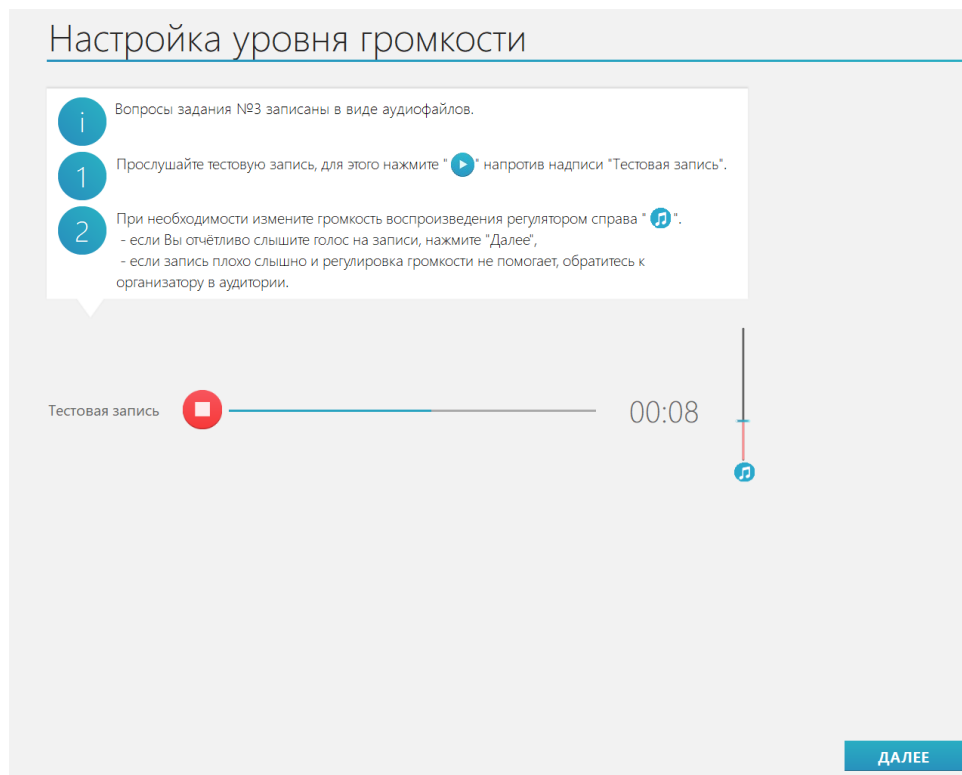 Настройка уровня громкости
i
Вопросы задания №3 записаны в виде аудиофайлов.
1
Прослушайте тестовую запись, для этого нажмите " " напротив надписи "Тестовая запись".
2
При необходимости измените громкость воспроизведения регулятором справа " ".
- если Вы отчётливо слышите голос на записи, нажмите "Далее",
- если запись плохо слышно и регулировка громкости не помогает, обратитесь к
организатору в аудитории.
Тестовая запись
00:08
ДАЛЕЕ